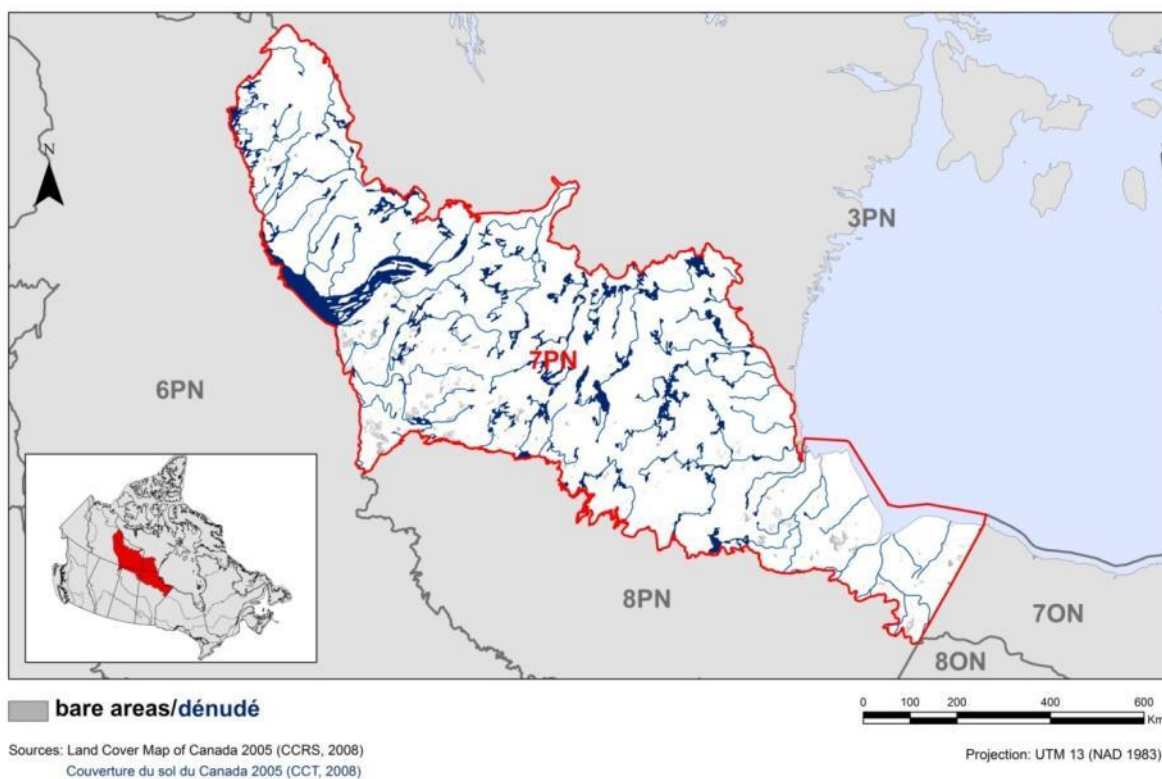 N
3PN
7PN
6PN
8PN
7ON
8ON
bare areas/dénudé
0 100 200 400 600
Km
Sources: Land Cover Map of Canada 2005 (CCRS, 2008)
Couverture du sol du Canada 2005 (CCT, 2008)
Projection: UTM 13 (NAD 1983)